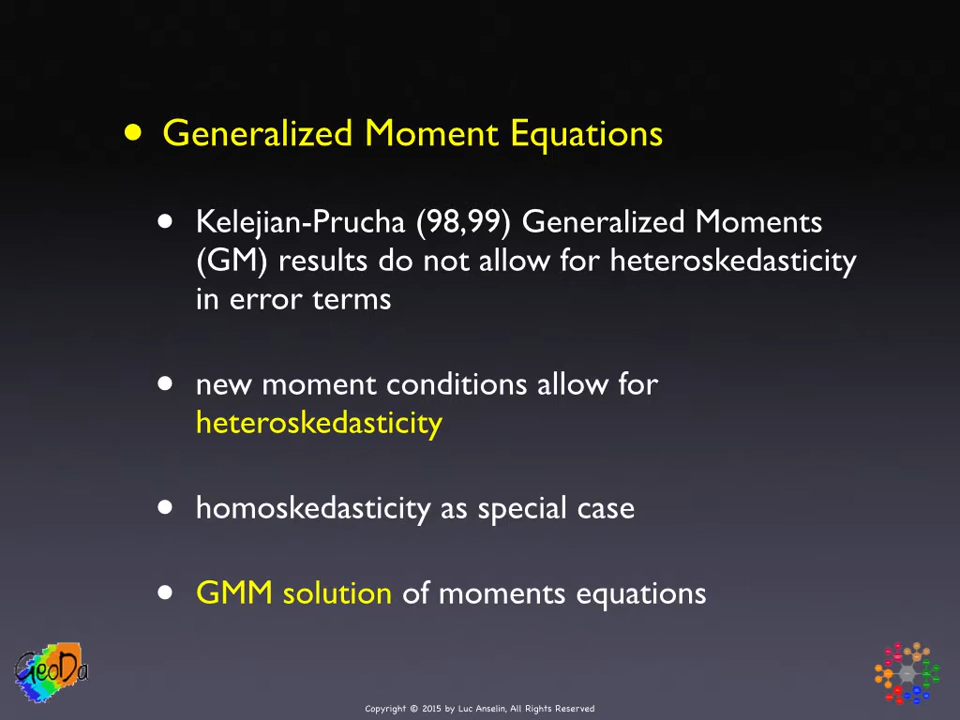 • Generalized Moment Equations
• Kelejian-Prucha (98,99) Generalized Moments
(GM) results do not allow for heteroskedasticity
in error terms
• new moment conditions allow for
heteroskedasticity
• homoskedasticity as special case
• GMM solution of moments equations
GeoDa
Copyright © 2015 by Luc Anselin, All Rights Reserved